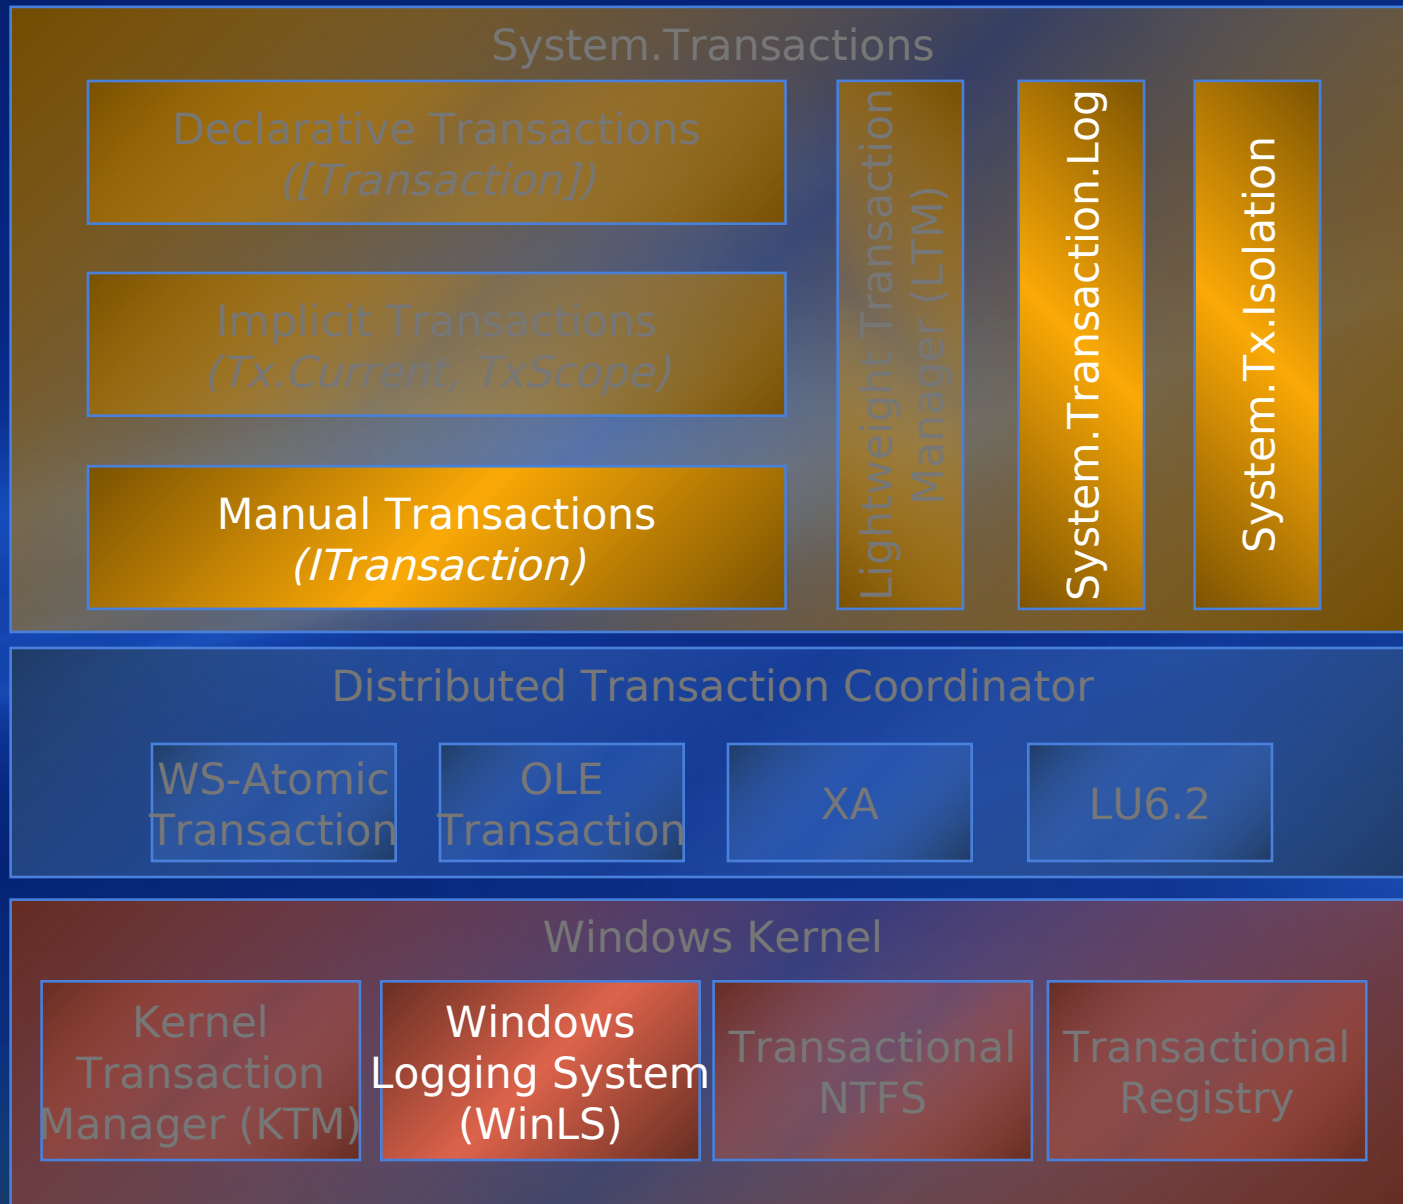 System.Transactions
Declarative Transactions
([Transaction])
Implicit Transactions
(Tx.Current, TxScope)
Manual Transactions
(ITransaction)
Lightweight Transaction
Manager (LTM)
System.Transaction.Log
System.Tx.Isolation
Distributed Transaction Coordinator
WS-Atomic
Transaction
OLE
Transaction
XA
LU6.2
Windows Kernel
Kernel
Transaction
Manager (KTM)
Windows
Logging System
(WinLS)
Transactional
NTFS
Transactional
Registry